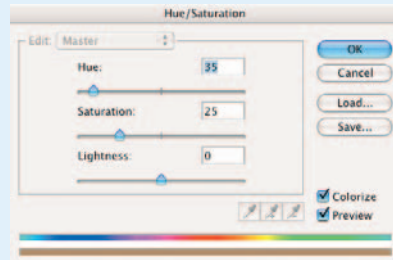 Hue/Saturation
Edit: Master
OK
Hue: 35
Cancel
Load...
Saturation: 25
Save...
Lightness: 0
Colorize
Preview